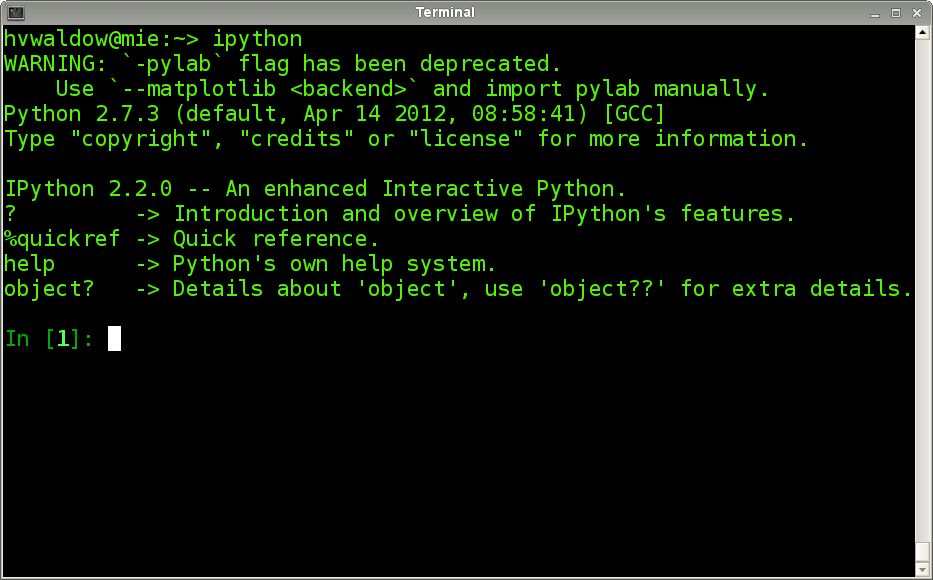 Terminal
hvwaldow@mie:~> ipython
WARNING: `-pylab` flag has been deprecated.
    Use `--matplotlib <backend>` and import pylab manually.
Python 2.7.3 (default, Apr 14 2012, 08:58:41) [GCC]
Type "copyright", "credits" or "license" for more information.

IPython 2.2.0 -- An enhanced Interactive Python.
?         -> Introduction and overview of IPython's features.
%quickref -> Quick reference.
help      -> Python's own help system.
object?   -> Details about 'object', use 'object??' for extra details.

In [1]: